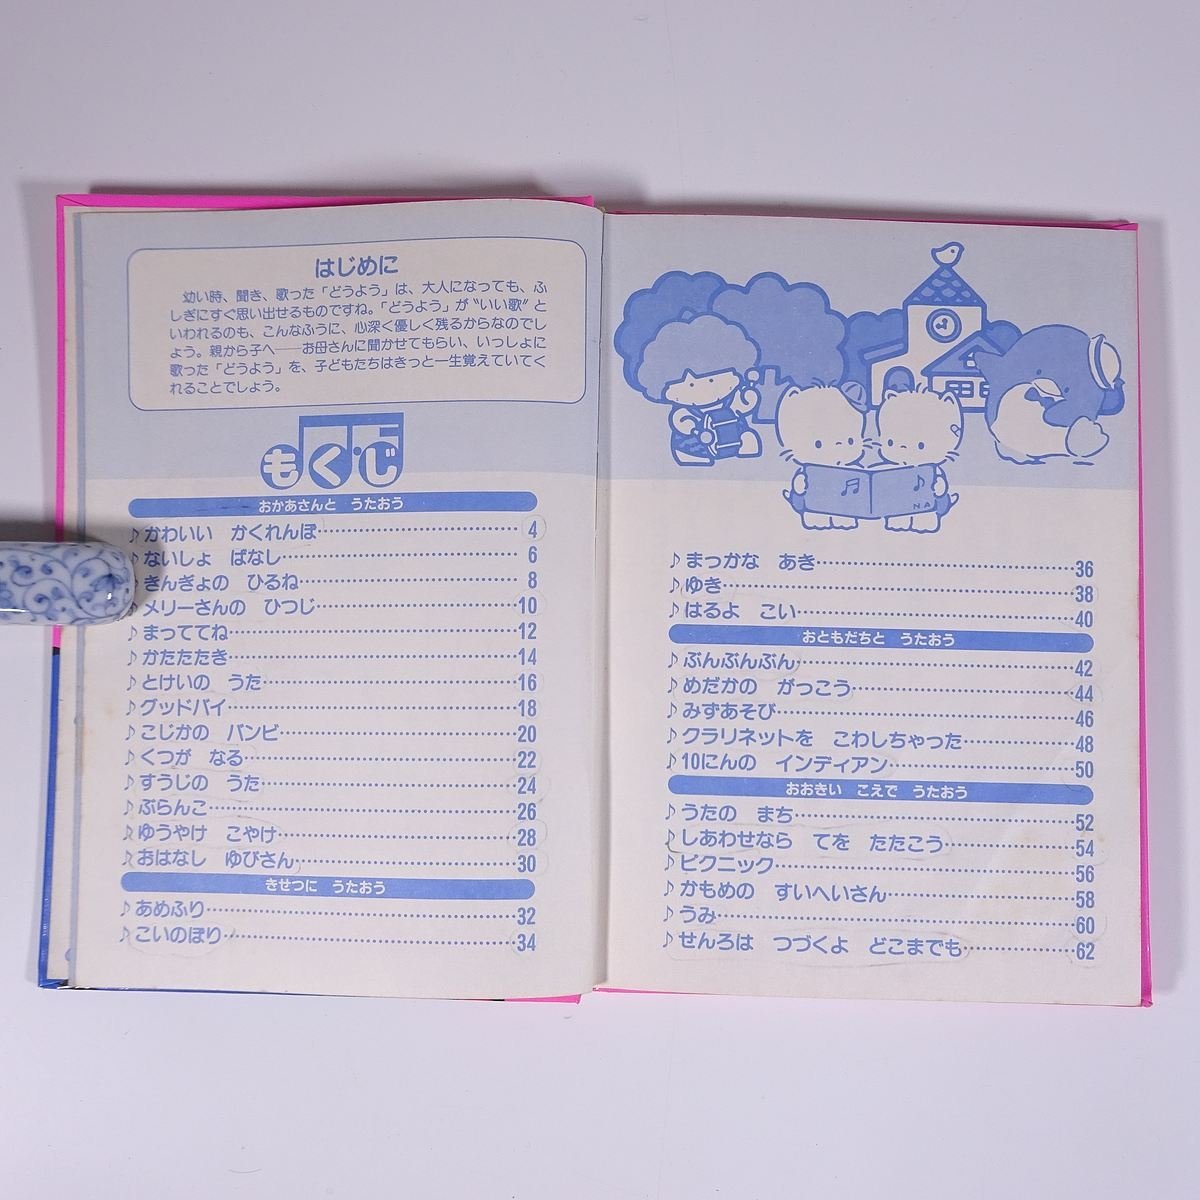 はじめに
幼い時、聞き、歌った「どうよう」は、大人になっても、ふ
しぎにすぐ思い出せるものですね。「どうよう」が“いい歌”と
いわれるのも、こんなふうに、心深く優しく残るからなのでし
ょう。親から子へ──お母さんに聞かせてもらい、いっしょに
歌った「どうよう」を、子どもたちはきっと一生覚えていてく
れることでしょう。
もくじ
おかあさんと うたおう
♪かわいい かくれんぼ 4
♪ないしょ ばなし 6
♪きんぎょの ひるね 8
♪メリーさんの ひつじ 10
♪まっててね 12
♪かたたたき 14
♪とけいの うた 16
♪グッドバイ 18
♪こじかの バンビ 20
♪くつが なる 22
♪すうじの うた 24
♪ぶらんこ 26
♪ゆうやけ こやけ 28
♪おはなし ゆびさん 30
きせつに うたおう
♪あめふり 32
♪こいのぼり 34
NA
♪まっかな あき 36
♪ゆき 38
♪はるよ こい 40
おともだちと うたおう
♪ぶんぶんぶん 42
♪めだかの がっこう 44
♪みずあそび 46
♪クラリネットを こわしちゃった 48
♪10にんの インディアン 50
おおきい こえで うたおう
♪うたの まち 52
♪しあわせなら てを たたこう 54
♪ピクニック 56
♪かもめの すいへいさん 58
♪うみ 60
♪せんろは つづくよ どこまでも 62